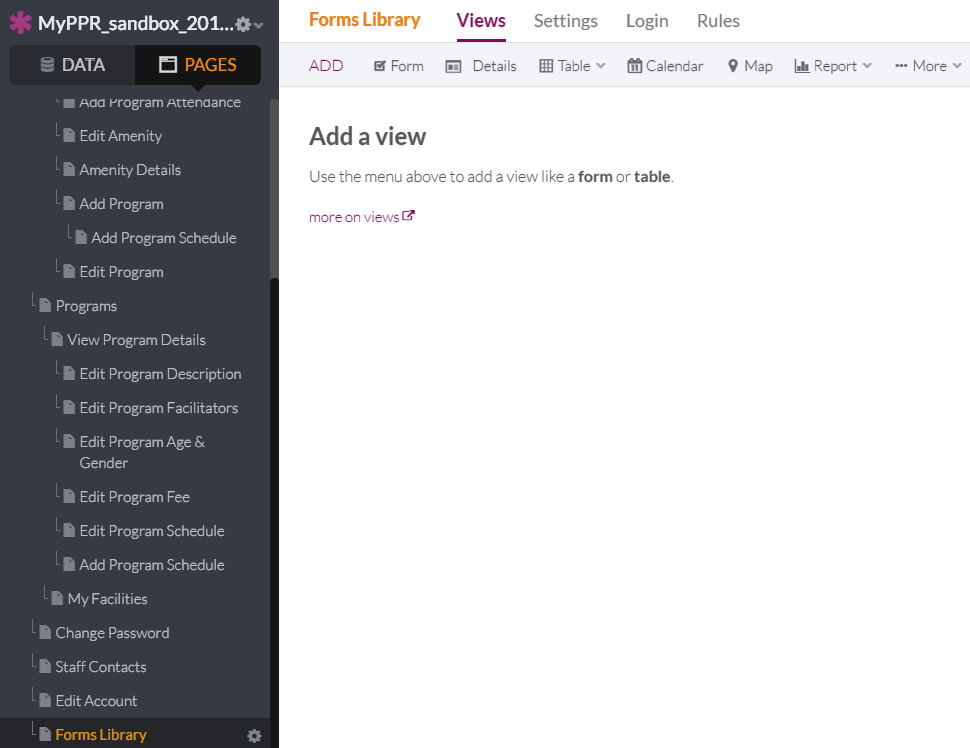 MyPPR_sandbox_201...
DATA
PAGES
Add Program Attendance
Edit Amenity
Amenity Details
Add Program
Add Program Schedule
Edit Program
Programs
View Program Details
Edit Program Description
Edit Program Facilitators
Edit Program Age &
Gender
Edit Program Fee
Edit Program Schedule
Add Program Schedule
My Facilities
Change Password
Staff Contacts
Edit Account
Forms Library
Forms Library Views Settings Login Rules
ADD Form Details Table Calendar Map Report More
Add a view
Use the menu above to add a view like a form or table.
more on views